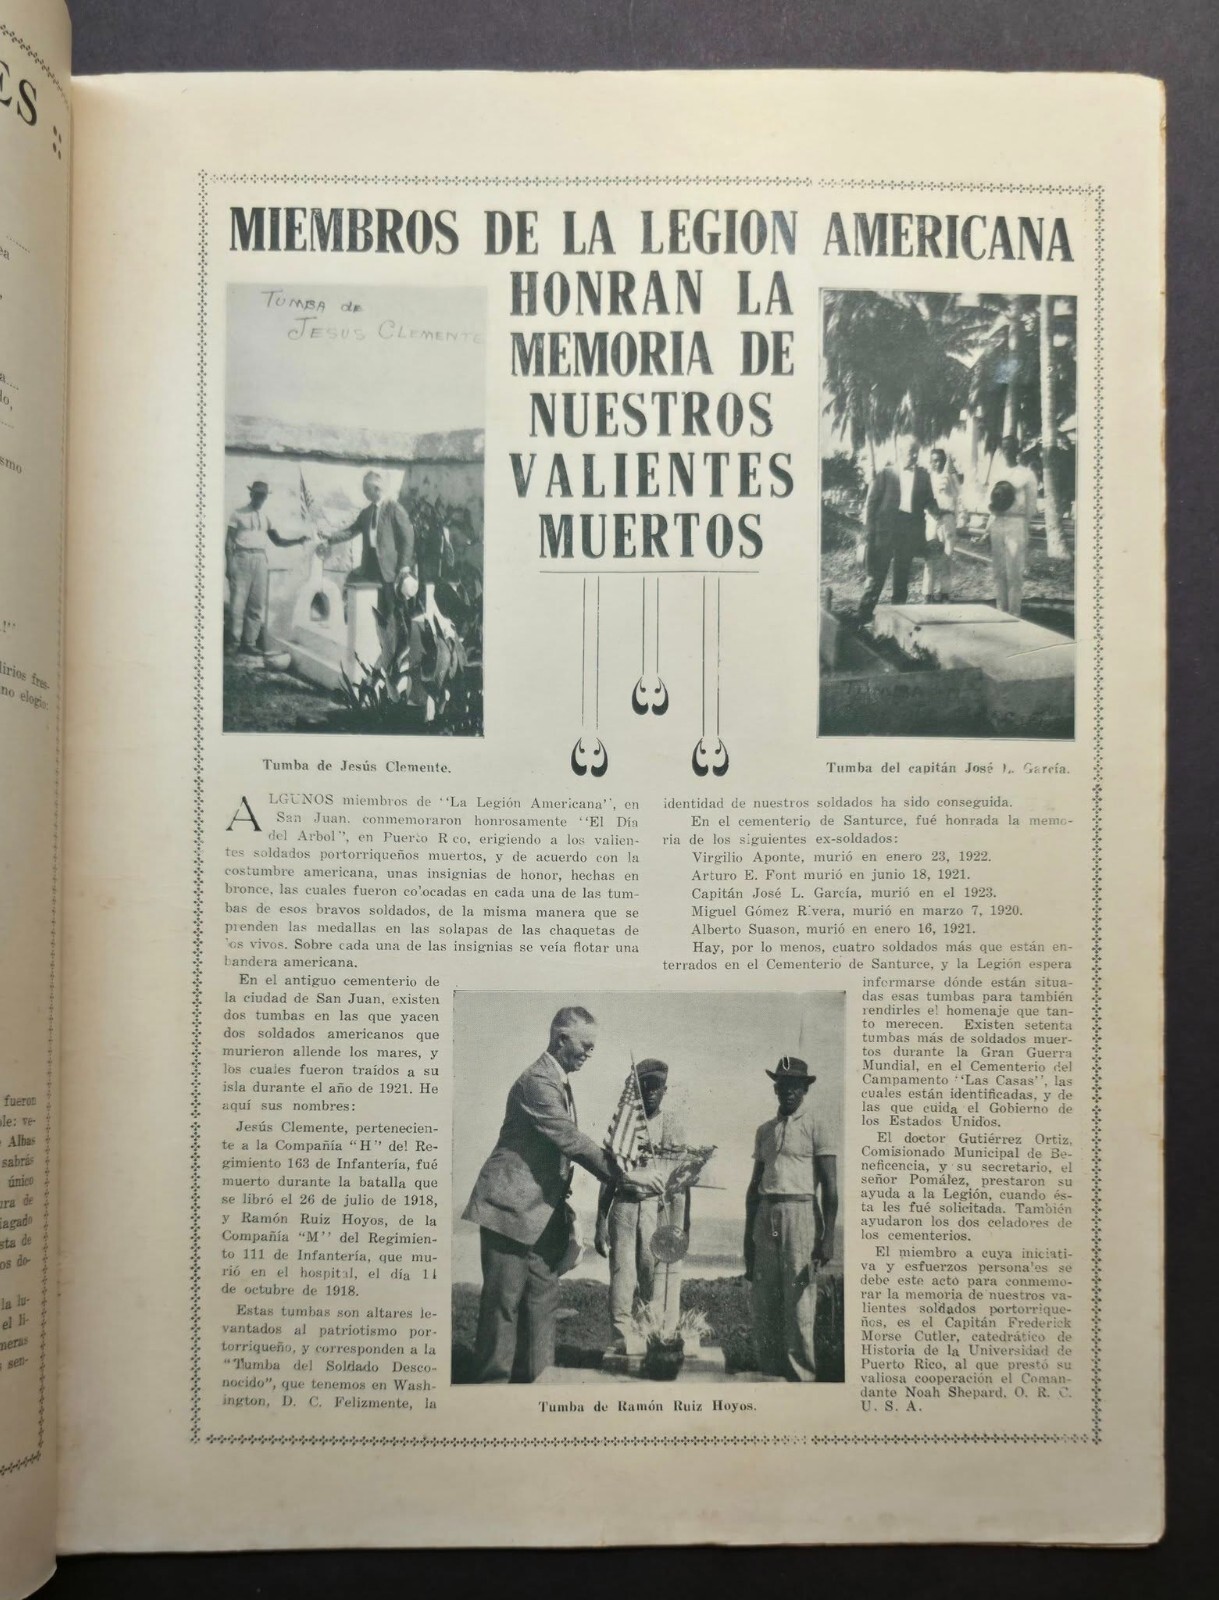 ES
MIEMBROS DE LA LEGION AMERICANA
HONRAN LA
MEMORIA DE
NUESTROS
VALIENTES
MUERTOS
TUMBA de
JESUS CLEMENTE
Tumba de Jesús Clemente.
Tumba del capitán José L. García.
ALGUNOS miembros de "La Legión Americana", en
San Juan. conmemoraron honrosamente "El Día
del Arbol", en Puerto R co, erigiendo a los valien-
tes soldados portorriqueños muertos, y de acuerdo con la
costumbre americana, unas insignias de honor, hechas en
bronce, las cuales fueron co'ocadas en cada una de las tum-
bas de esos bravos soldados, de la misma manera que se
prenden las medallas en las solapas de las chaquetas de
'os vivos. Sobre cada una de las insignias se veía flotar una
bandera americana.
En el antiguo cementerio de
la ciudad de San Juan, existen
dos tumbas en las que yacen
dos soldados americanos que
murieron allende los mares, y
los cuales fueron traídos a su
isla durante el año de 1921. He
aquí sus nombres:
Jesús Clemente, pertenecien-
te a la Compañía "H" del Re-
gimiento 163 de Infantería, fué
muerto durante la batalla que
se libró el 26 de julio de 1918,
y Ramón Ruiz Hoyos, de la
Compañía "M" del Regimien-
to 111 de Infantería, que mu-
rió en el hospital, el día 11
de octubre de 1918.
Estas tumbas son altares le-
vantados al patriotismo por-
torriqueño, y corresponden a la
"Tumba del Soldado Desco-
nocido", que tenemos en Wash-
ington, D. C. Felizmente, la
identidad de nuestros soldados ha sido conseguida.
En el cementerio de Santurce, fué honrada la memo-
ria de los siguientes ex-soldados:
Virgilio Aponte, murió en enero 23, 1922.
Arturo E. Font murió en junio 18, 1921.
Capitán José L. García, murió en el 1923.
Miguel Gómez R:vera, murió en marzo 7, 1920.
Alberto Suason, murió en enero 16, 1921.
Hay, por lo menos, cuatro soldados más que están en-
terrados en el Cementerio de Santurce, y la Legión espera
informarse dónde están situa-
das esas tumbas para también
rendirles el homenaje que tan-
to merecen. Existen setenta
tumbas más de soldados muer-
tos durante la Gran Guerra
Mundial, en el Cementerio del
Campamento "Las Casas", las
cuales están identificadas, y de
las que cuida el Gobierno de
los Estados Unidos.
El doctor Gutiérrez Ortiz,
Comisionado Municipal de Be-
neficencia, y su secretario, el
señor Pomález, prestaron su
ayuda a la Legión, cuando és-
ta les fué solicitada. También
ayudaron los dos celadores de
los cementerios.
El miembro a cuya iniciati-
va y esfuerzos persona'es se
debe este acto para conmemo-
rar la memoria de nuestros va-
lientes soldados portorrique-
ños, es el Capitán Frederick
Morse Cutler, catedrático de
Historia de la Universidad de
Puerto Rico, al que prestó su
valiosa cooperación el Coman-
dante Noah Shepard, O. R. C.
U. S. A.
Tumba de Ramón Ruiz Hoyos.